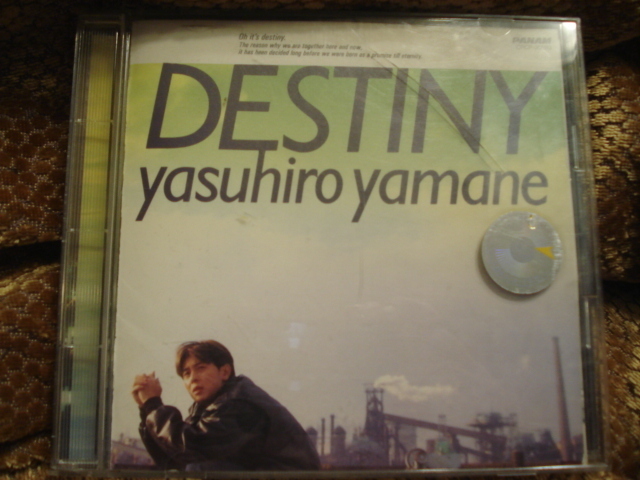 Oh it's destiny.
The reason why we are together here and now,
it has been decided long before we were born as a promise till eternity.
DESTINY
yasuhiro yamane